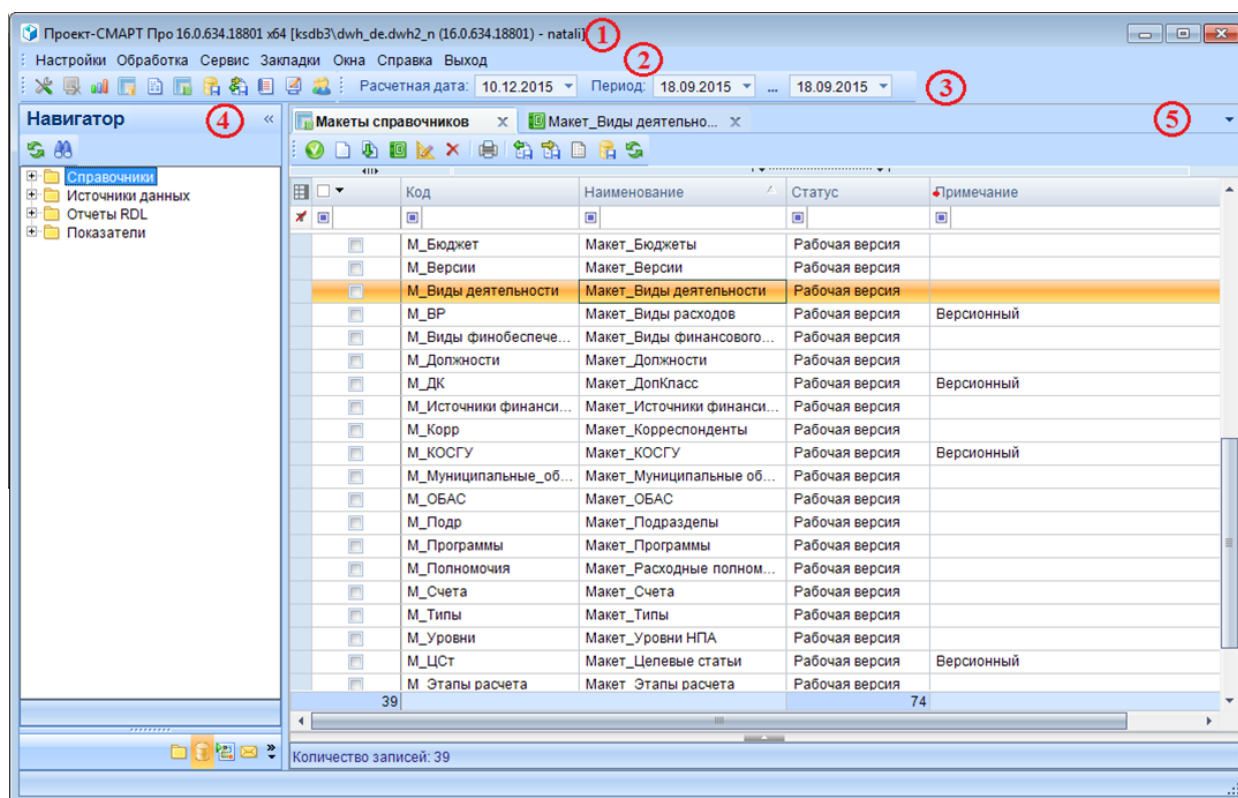 Проект-СМАРТ Про 16.0.634.18801 x64 [ksdb3\dwh_de.dwh2_n (16.0.634.18801) - natali] 1
Настройки Обработка Сервис Закладки Окна Справка Выход 2
Расчетная дата: 10.12.2015 Период: 18.09.2015 ... 18.09.2015 3
Навигатор 4 «
Макеты справочников x Макет_Виды деятельно... x 5
Справочники
Источники данных
Отчеты RDL
Показатели
Код Наименование Статус Примечание
М_Бюджет Макет_Бюджеты Рабочая версия
М_Версии Макет_Версии Рабочая версия
М_Виды деятельности Макет_Виды деятельности Рабочая версия
М_ВР Макет_Виды расходов Рабочая версия Версионный
М_Виды финобеспече... Макет_Виды финансового... Рабочая версия
М_Должности Макет_Должности Рабочая версия
М_ДК Макет_ДопКласс Рабочая версия Версионный
М_Источники финанси... Макет_Источники финанси... Рабочая версия
М_Корр Макет_Корреспонденты Рабочая версия
М_КОСГУ Макет_КОСГУ Рабочая версия Версионный
М_Муниципальные_об... Макет_Муниципальные об... Рабочая версия
М_ОБАС Макет_ОБАС Рабочая версия
М_Подр Макет_Подразделы Рабочая версия
М_Программы Макет_Программы Рабочая версия
М_Полномочия Макет_Расходные полном... Рабочая версия
М_Счета Макет_Счета Рабочая версия
М_Типы Макет_Типы Рабочая версия
М_Уровни Макет_Уровни НПА Рабочая версия
М_ЦСт Макет_Целевые статьи Рабочая версия Версионный
М_Этапы расчета Макет_Этапы расчета Рабочая версия
39 74
Количество записей: 39